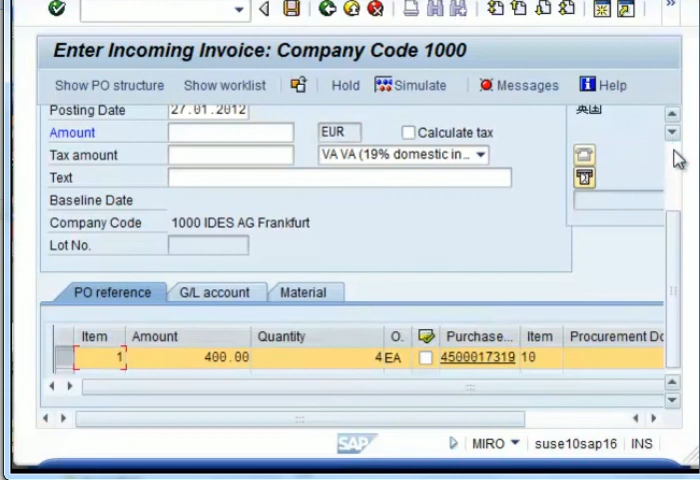 Enter Incoming Invoice: Company Code 1000
Show PO structure Show worklist Hold Simulate Messages Help
Posting Date 27.01.2012 英国
Amount EUR Calculate tax
Tax amount VA VA (19% domestic in...
Text
Baseline Date
Company Code 1000 IDES AG Frankfurt
Lot No.
PO reference G/L account Material
Item Amount Quantity O. Purchase... Item Procurement Do
1 400.00 4 EA 4500017319 10
SAP MIRO suse10sap16 INS